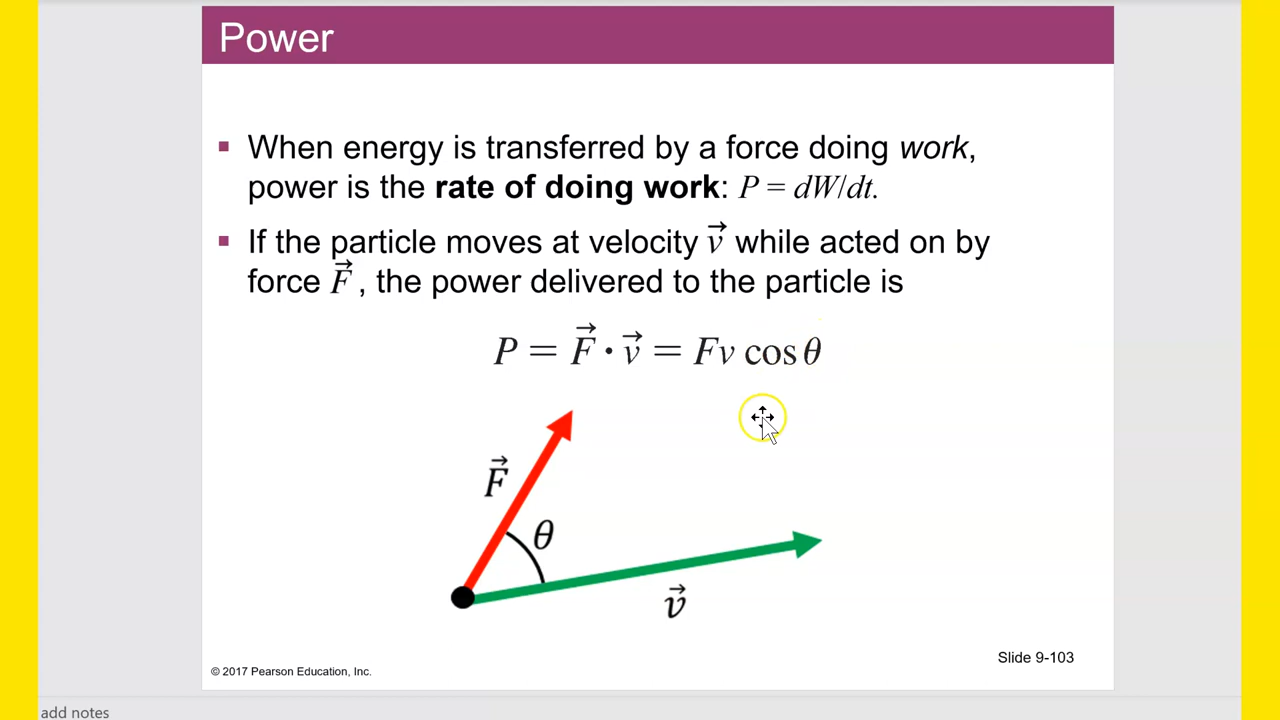 Power
▪ When energy is transferred by a force doing work,
power is the rate of doing work: P = dW/dt.
▪ If the particle moves at velocity v⃗ while acted on by
force F⃗ , the power delivered to the particle is
P = F⃗ · v⃗ = Fv cos θ
F⃗
θ
v⃗
Slide 9-103
© 2017 Pearson Education, Inc.
add notes